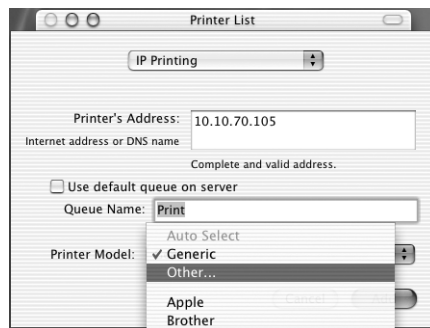 Printer List
IP Printing
Printer's Address: 10.10.70.105
Internet address or DNS name
Complete and valid address.
Use default queue on server
Queue Name: Print
Auto Select
Printer Model: ✓ Generic
Other...
Apple
Cancel
Brother